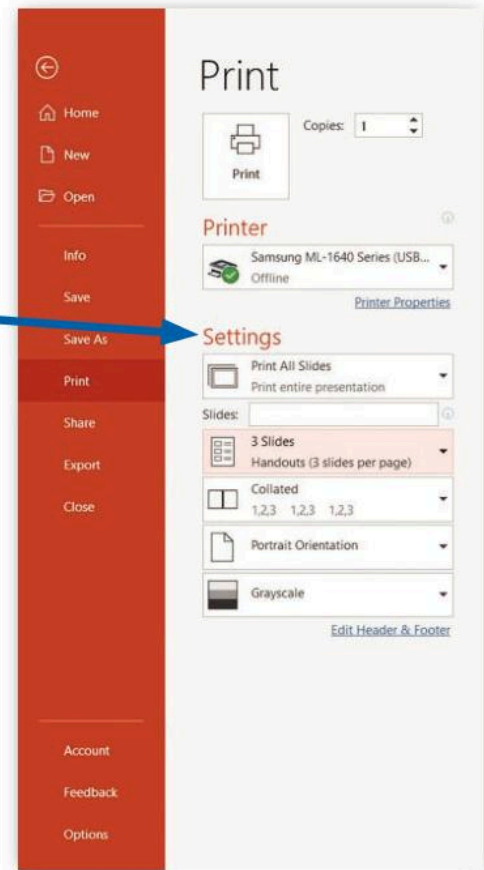 Home
New
Open
Info
Save
Save As
Print
Share
Export
Close
Account
Feedback
Options
Print
Print
Copies: 1
Printer
Samsung ML-1640 Series (USB...
Offline
Printer Properties
Settings
Print All Slides
Print entire presentation
Slides:
3 Slides
Handouts (3 slides per page)
Collated
1,2,3 1,2,3 1,2,3
Portrait Orientation
Grayscale
Edit Header & Footer